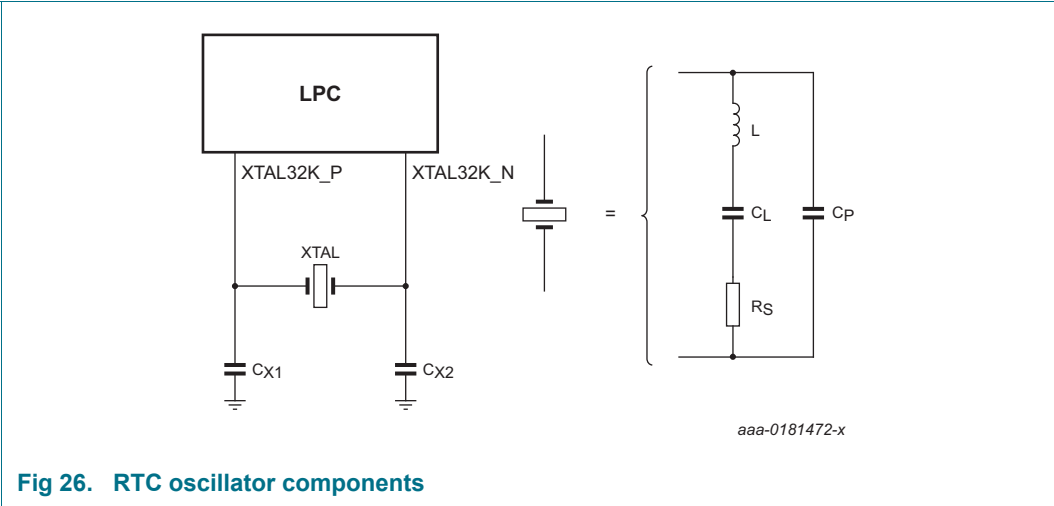 LPC
XTAL32K_P
XTAL32K_N
XTAL
CX1
CX2
=
L
CL
CP
RS
aaa-0181472-x
Fig 26. RTC oscillator components